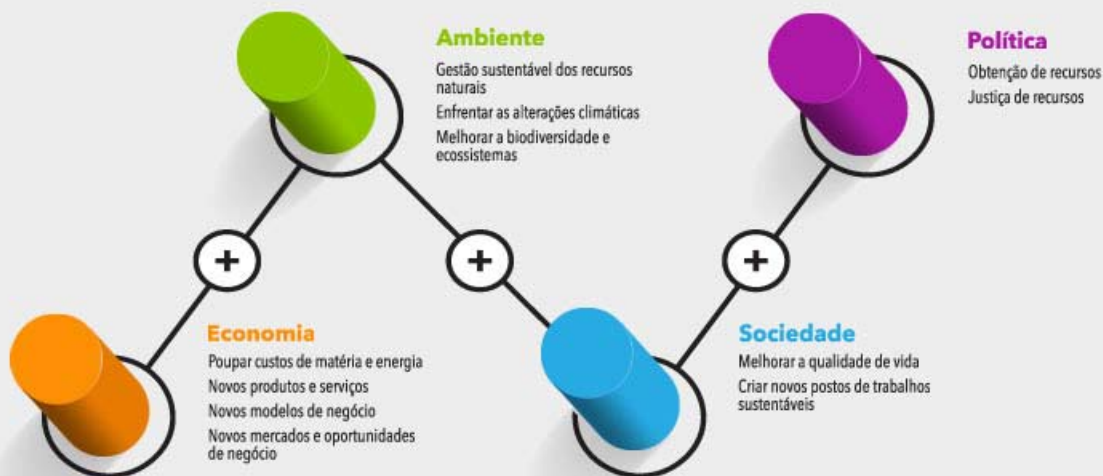 Ambiente
Gestão sustentável dos recursos
naturais
Enfrentar as alterações climáticas
Melhorar a biodiversidade e
ecossistemas
Política
Obtenção de recursos
Justiça de recursos
+
+
+
Economia
Poupar custos de matéria e energia
Novos produtos e serviços
Novos modelos de negócio
Novos mercados e oportunidades
de negócio
Sociedade
Melhorar a qualidade de vida
Criar novos postos de trabalhos
sustentáveis